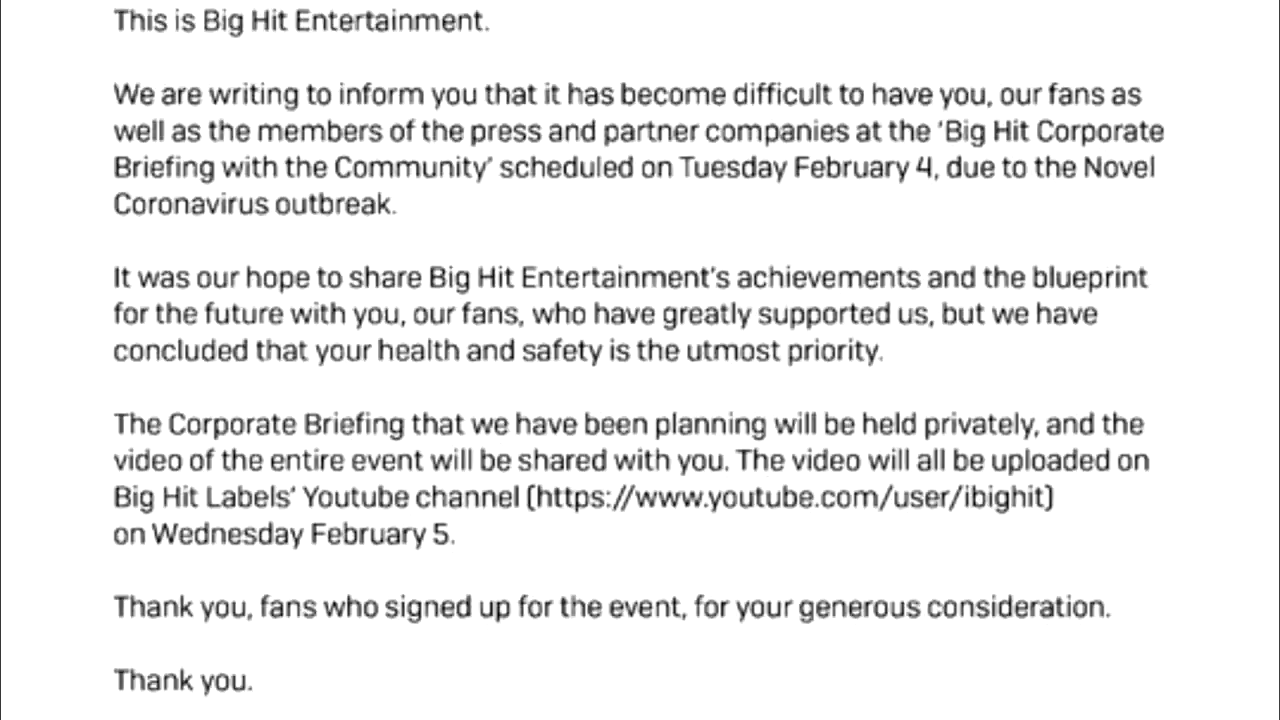 This is Big Hit Entertainment.
We are writing to inform you that it has become difficult to have you, our fans as
well as the members of the press and partner companies at the ‘Big Hit Corporate
Briefing with the Community’ scheduled on Tuesday February 4, due to the Novel
Coronavirus outbreak.
It was our hope to share Big Hit Entertainment’s achievements and the blueprint
for the future with you, our fans, who have greatly supported us, but we have
concluded that your health and safety is the utmost priority.
The Corporate Briefing that we have been planning will be held privately, and the
video of the entire event will be shared with you. The video will all be uploaded on
Big Hit Labels’ Youtube channel (https://www.youtube.com/user/ibighit)
on Wednesday February 5.
Thank you, fans who signed up for the event, for your generous consideration.
Thank you.